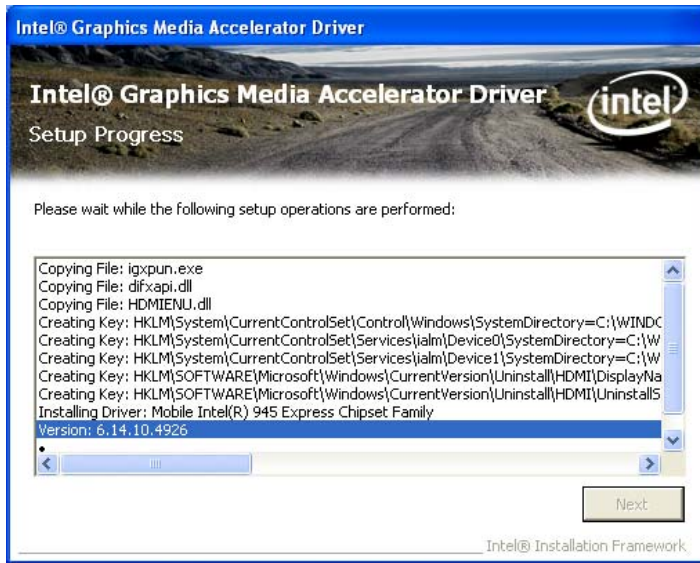 Intel® Graphics Media Accelerator Driver
Intel® Graphics Media Accelerator Driver
Setup Progress
intel
Please wait while the following setup operations are performed:
Copying File: igxpun.exe
Copying File: difxapi.dll
Copying File: HDMIENU.dll
Creating Key: HKLM\System\CurrentControlSet\Control\Windows\SystemDirectory=C:\WINDO
Creating Key: HKLM\System\CurrentControlSet\Services\ialm\Device0\SystemDirectory=C:\W
Creating Key: HKLM\System\CurrentControlSet\Services\ialm\Device1\SystemDirectory=C:\W
Creating Key: HKLM\SOFTWARE\Microsoft\Windows\CurrentVersion\Uninstall\HDMI\DisplayNa
Creating Key: HKLM\SOFTWARE\Microsoft\Windows\CurrentVersion\Uninstall\HDMI\UninstallS
Installing Driver: Mobile Intel(R) 945 Express Chipset Family
Version: 6.14.10.4926
Next
Intel® Installation Framework